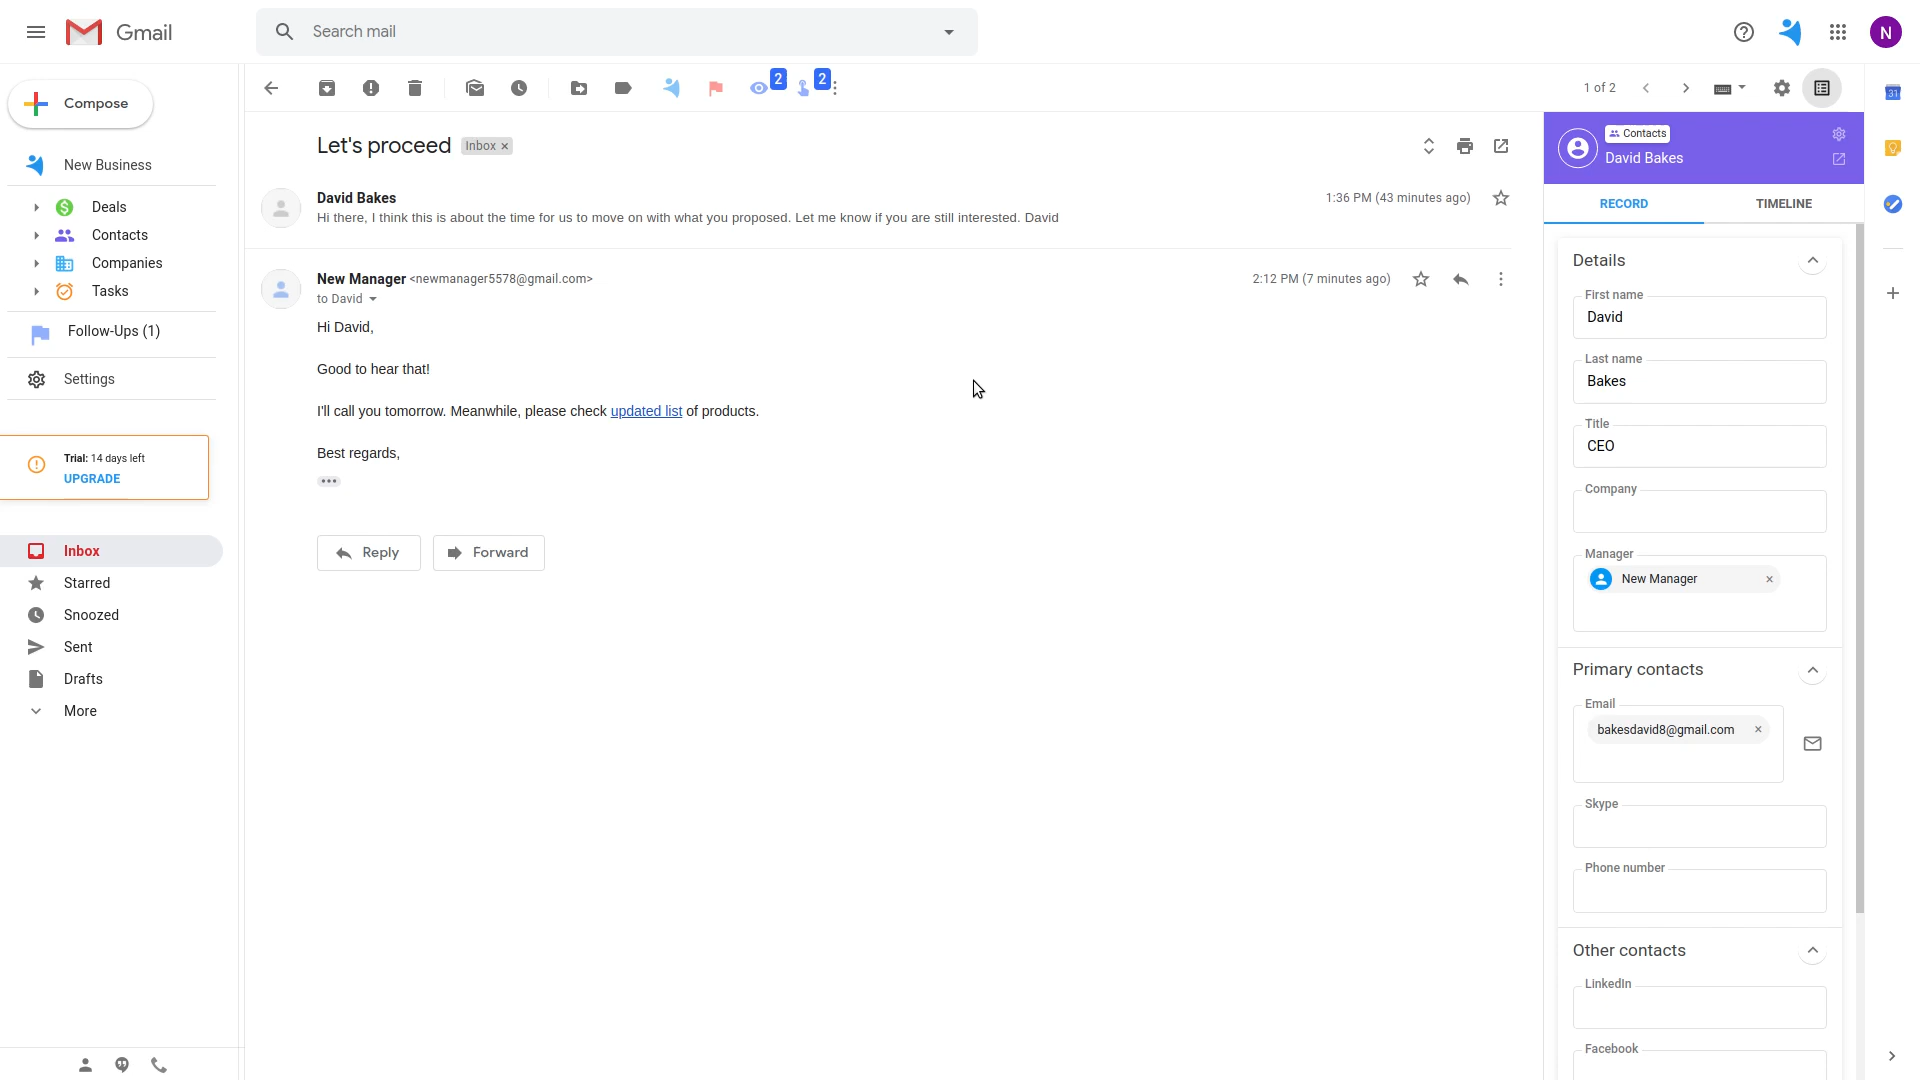 Gmail
Search mail
N
Compose
2
2
1 of 2
31
New Business
Deals
Contacts
Companies
Tasks
Follow-Ups (1)
Settings
Trial: 14 days left
UPGRADE
Inbox
Starred
Snoozed
Sent
Drafts
More
Let's proceed Inbox ×
David Bakes
1:36 PM (43 minutes ago)
Hi there, I think this is about the time for us to move on with what you proposed. Let me know if you are still interested. David
New Manager <newmanager5578@gmail.com>
2:12 PM (7 minutes ago)
to David
Hi David,
Good to hear that!
I'll call you tomorrow. Meanwhile, please check updated list of products.
Best regards,
Reply
Forward
Contacts
David Bakes
RECORD
TIMELINE
Details
First name
David
Last name
Bakes
Title
CEO
Company
Manager
New Manager ×
Primary contacts
Email
bakesdavid8@gmail.com ×
Skype
Phone number
Other contacts
LinkedIn
Facebook